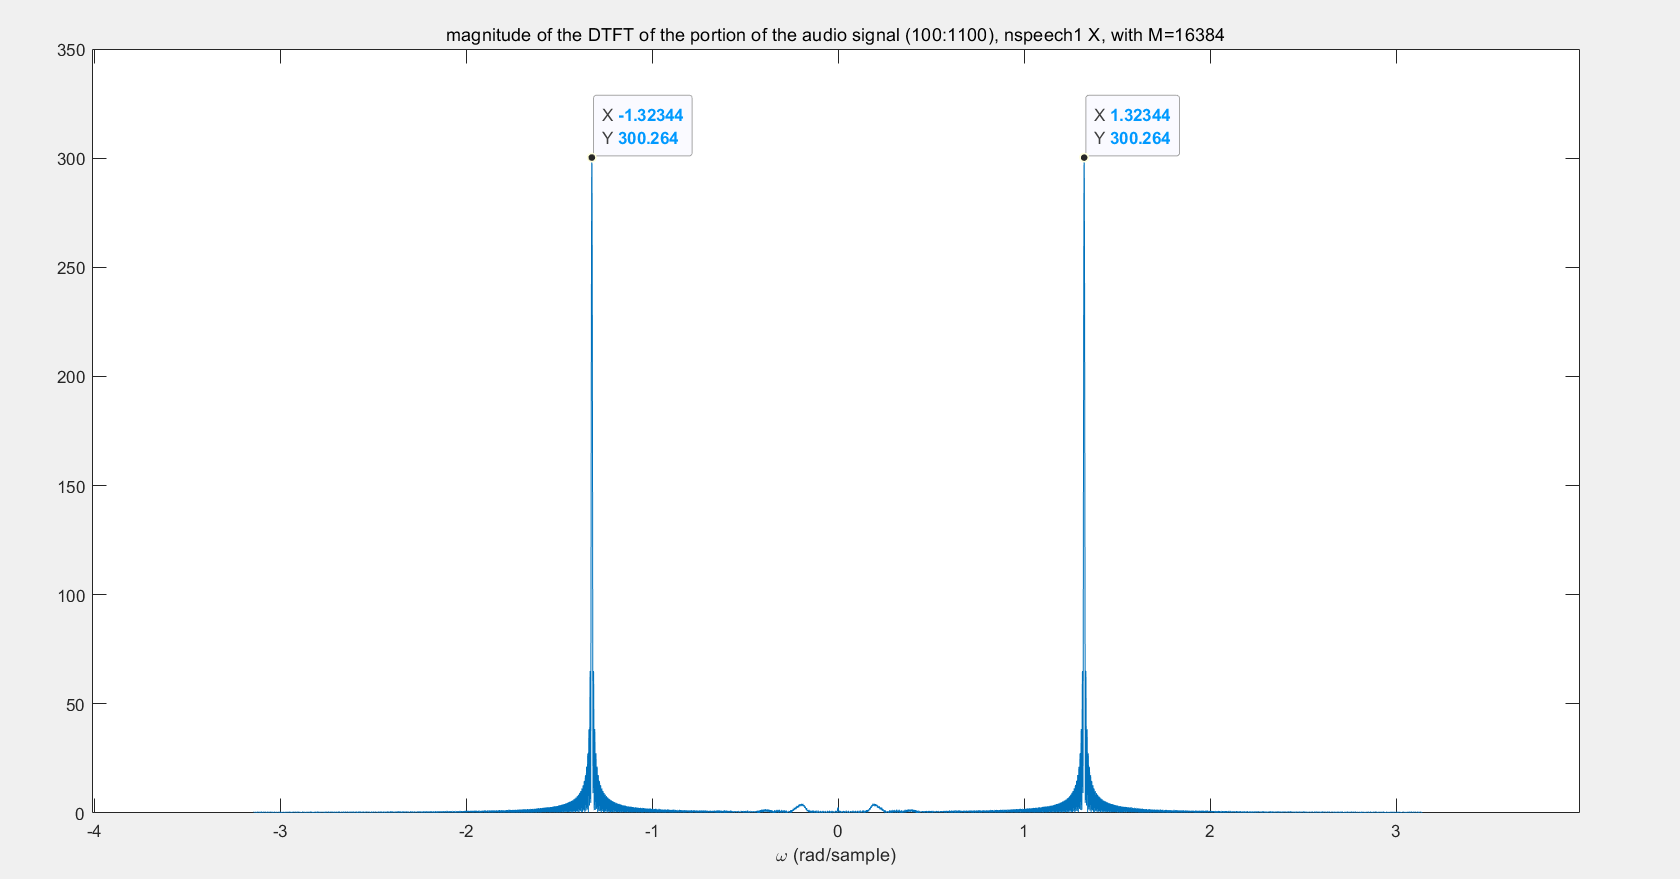 magnitude of the DTFT of the portion of the audio signal (100:1100), nspeech1 X, with M=16384
350
300
250
200
150
100
50
0
X -1.32344
Y 300.264
X 1.32344
Y 300.264
-4 -3 -2 -1 0 1 2 3
ω (rad/sample)